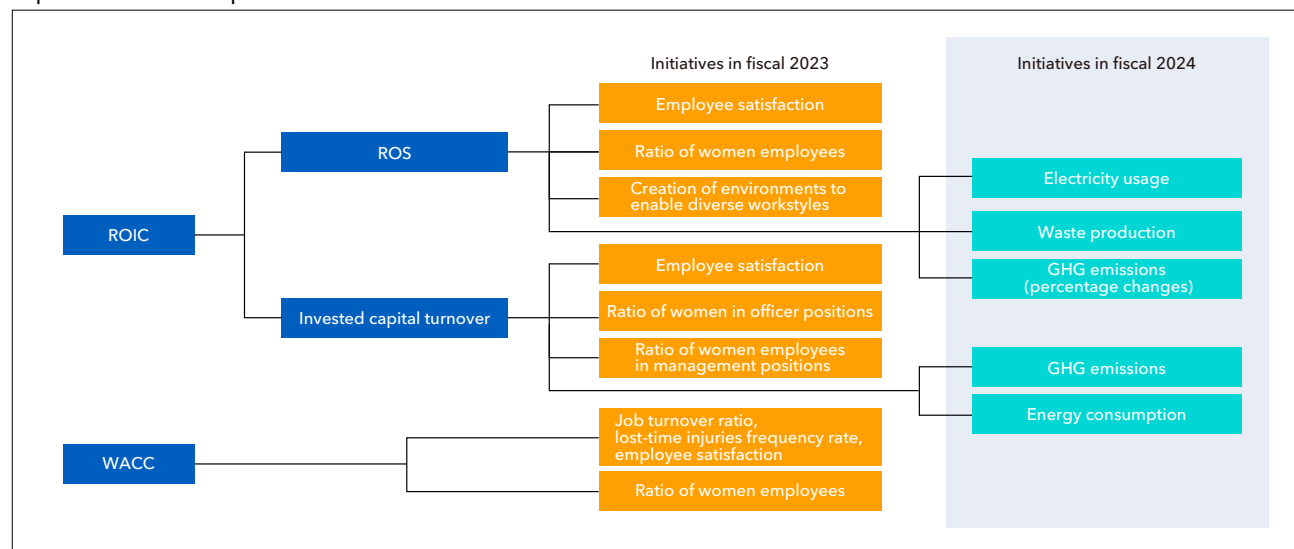 Initiatives in fiscal 2023
Initiatives in fiscal 2024
Employee satisfaction
ROS
Ratio of women employees
Creation of environments to
enable diverse workstyles
Electricity usage
Waste production
GHG emissions
(percentage changes)
ROIC
Employee satisfaction
Invested capital turnover
Ratio of women in officer positions
Ratio of women employees
in management positions
GHG emissions
Energy consumption
Job turnover ratio,
lost-time injuries frequency rate,
employee satisfaction
WACC
Ratio of women employees